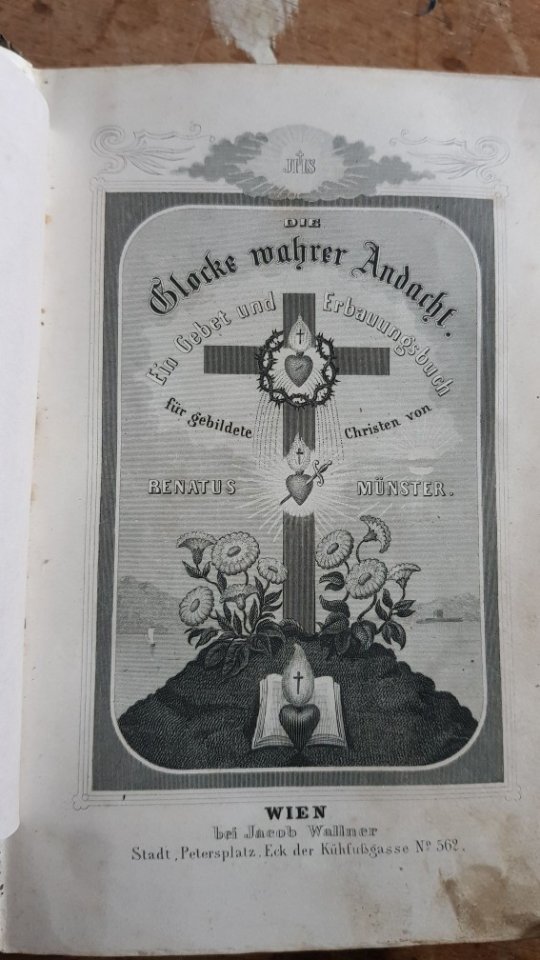 JHS
DIE
Glocke wahrer Andacht.
Ein Gebet und Erbauungsbuch
für gebildete Christen von
RENATUS MÜNSTER.
WIEN
bei Jacob Wallner
Stadt, Petersplatz, Eck der Kühfußgasse No 562.